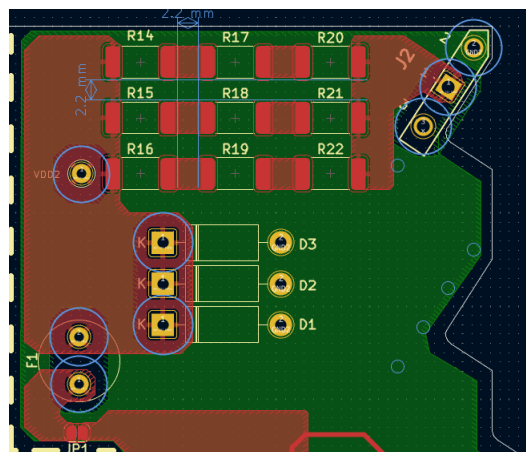 2.2 mm
R14 R17 R20
J2
2.2 mm
R15 R18 R21
R16 R19 R22
VDD2
K D3
K D2
K D1
F1
JP1